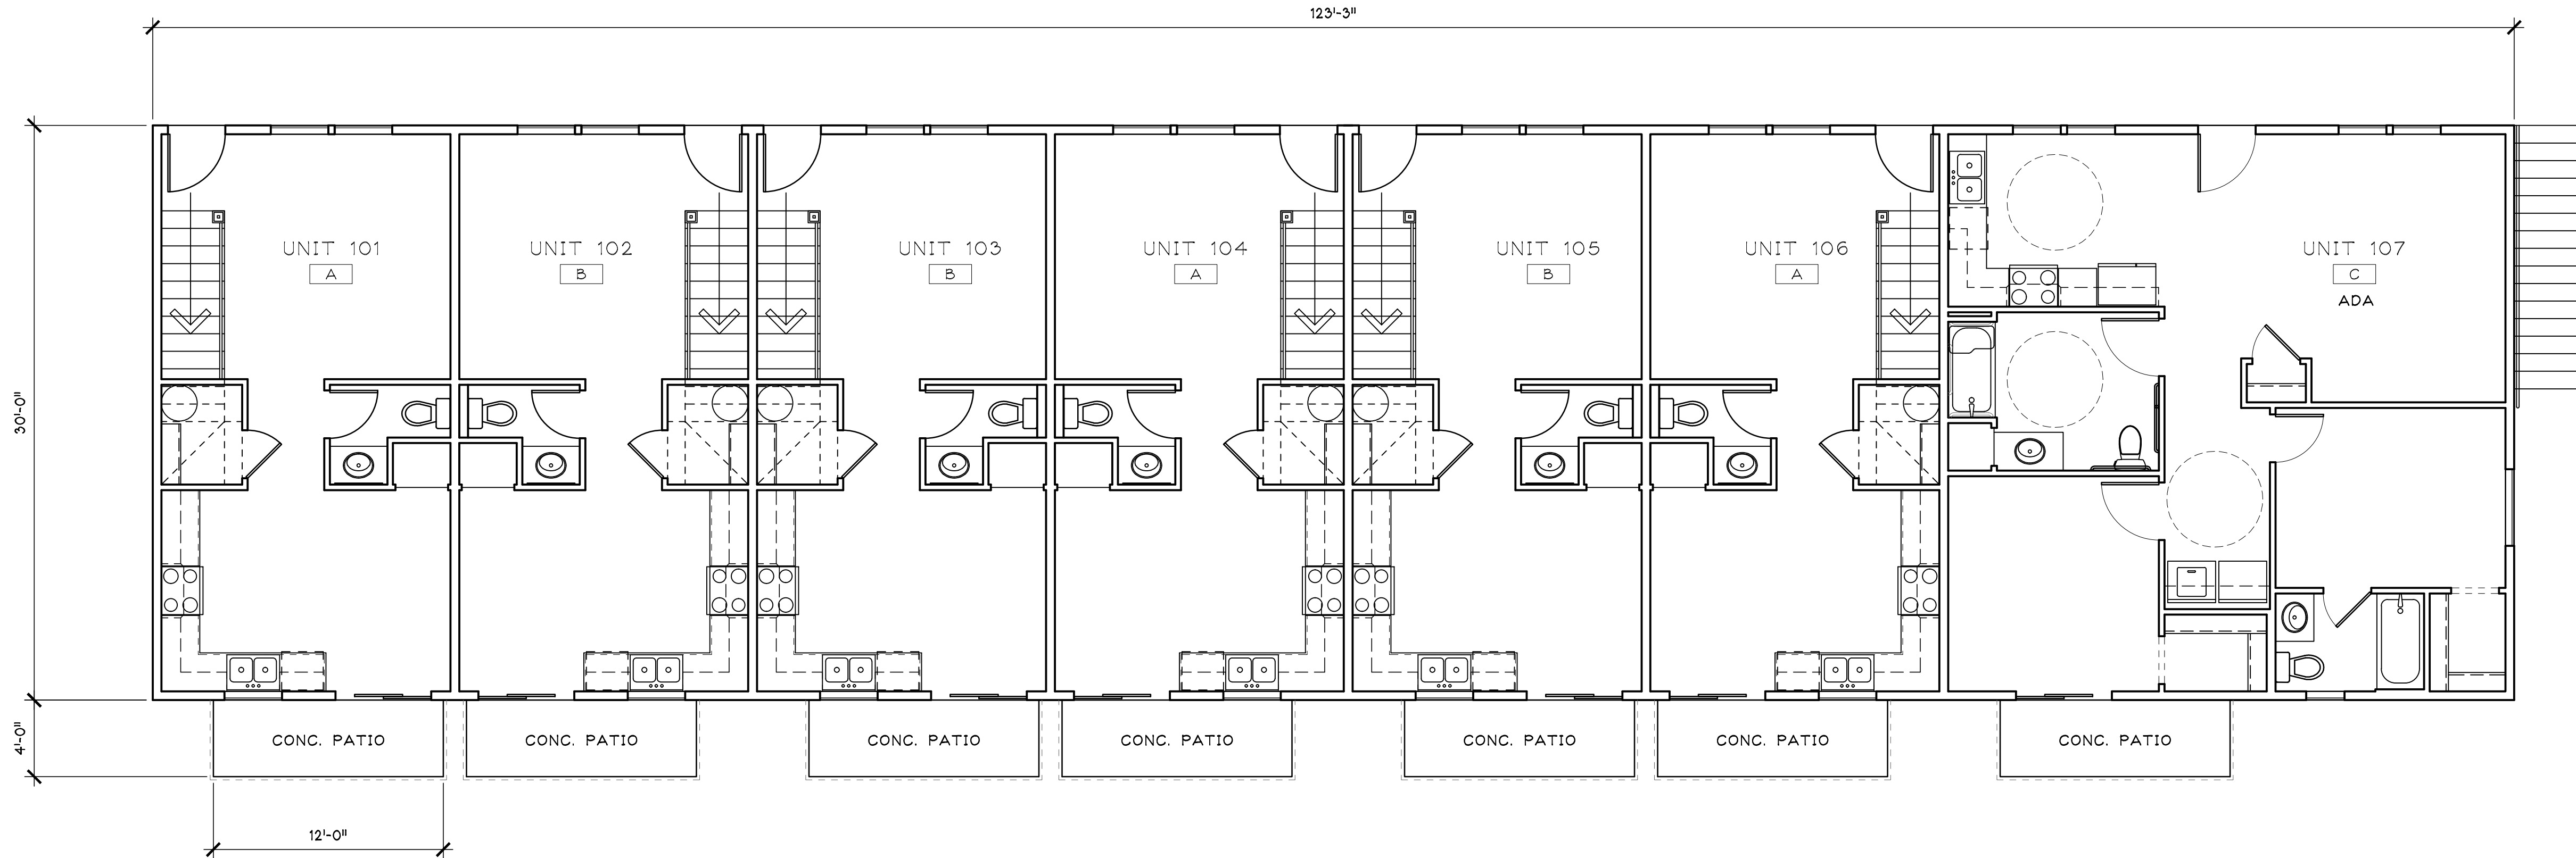 123'-3"
30'-0"
UNIT 101
A
UNIT 102
B
UNIT 103
B
UNIT 104
A
UNIT 105
B
UNIT 106
A
UNIT 107
C
ADA
4'-0"
CONC. PATIO
CONC. PATIO
CONC. PATIO
CONC. PATIO
CONC. PATIO
CONC. PATIO
CONC. PATIO
12'-0"